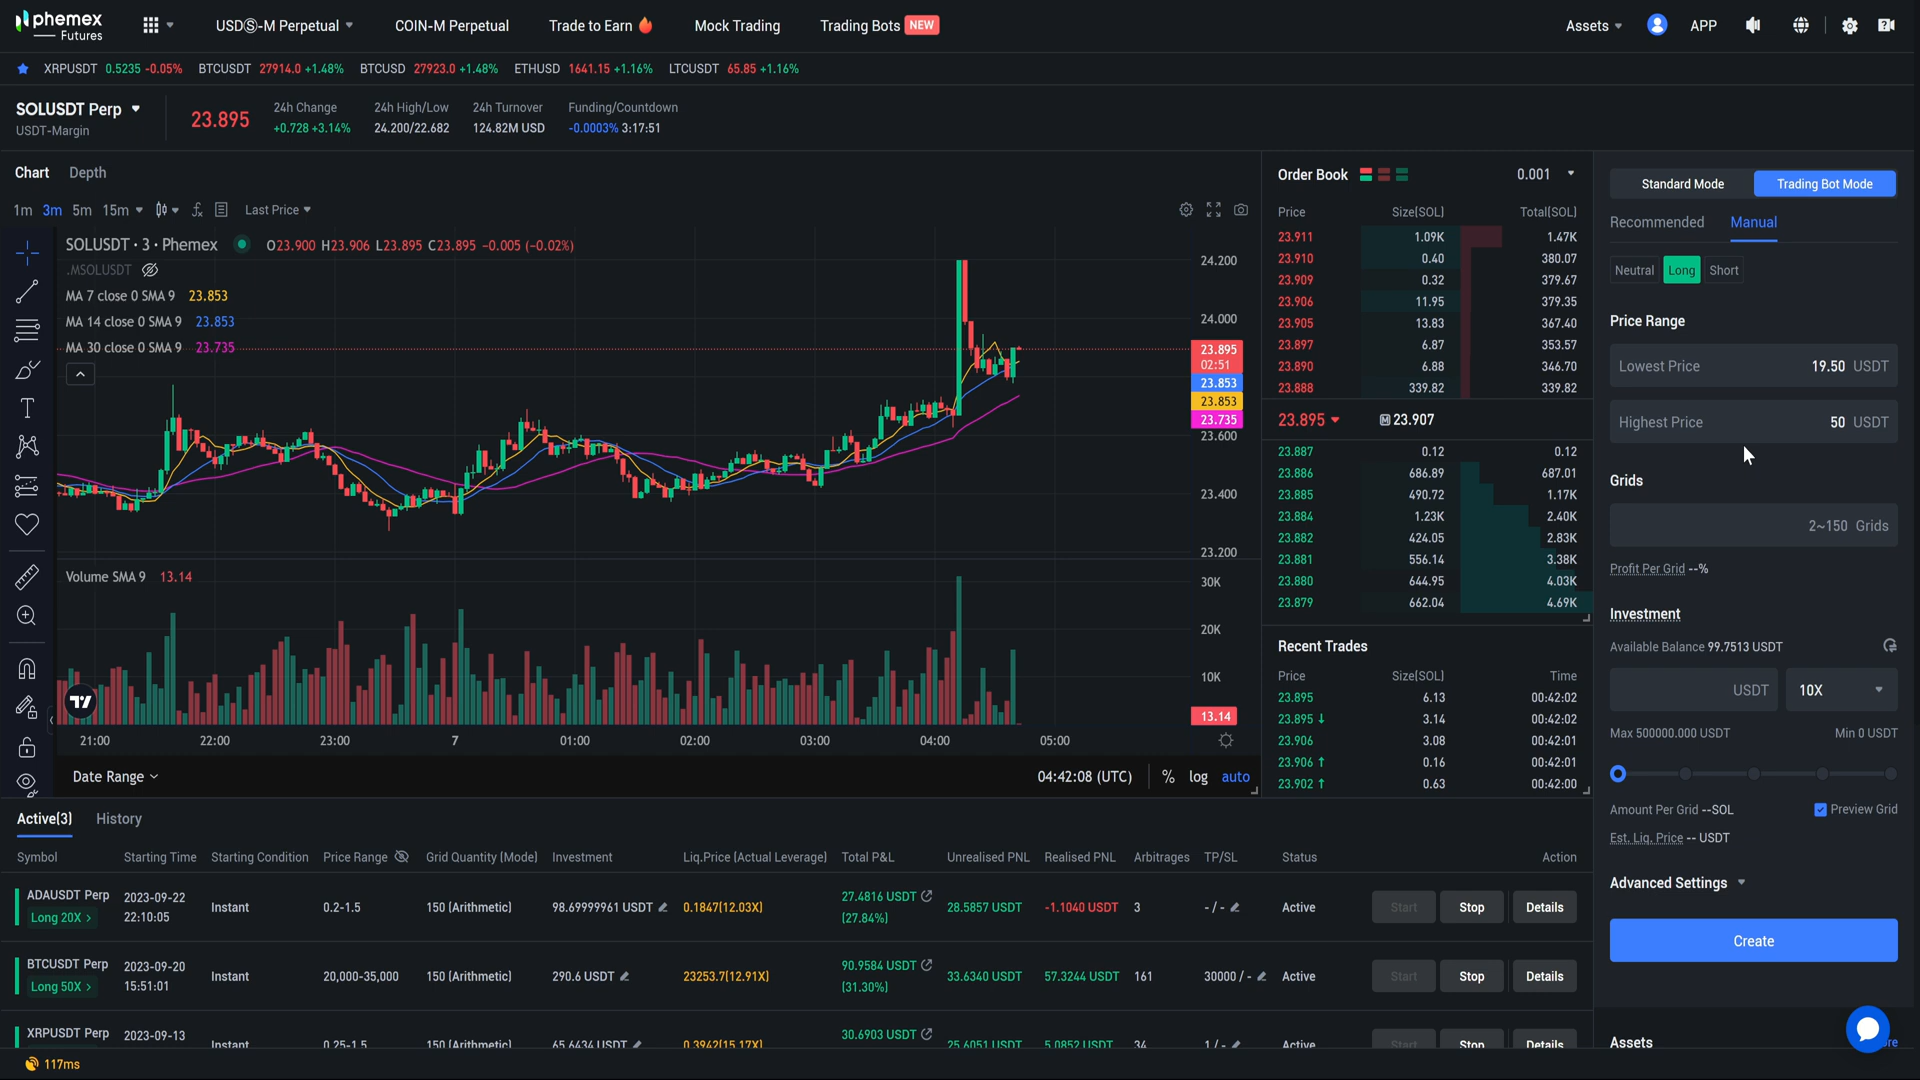 phemex
Futures
USDⓈ-M Perpetual
COIN-M Perpetual
Trade to Earn
Mock Trading
Trading Bots NEW
Assets
APP
XRPUSDT 0.5235 -0.05% BTCUSDT 27914.0 +1.48% BTCUSD 27923.0 +1.48% ETHUSD 1641.15 +1.16% LTCUSDT 65.85 +1.16%
SOLUSDT Perp
USDT-Margin
23.895
24h Change 24h High/Low 24h Turnover Funding/Countdown
+0.728 +3.14% 24.200/22.682 124.82M USD -0.0003% 3:17:51
Chart Depth
1m 3m 5m 15m Last Price
SOLUSDT · 3 · Phemex O23.900 H23.906 L23.895 C23.895 -0.005 (-0.02%)
.MSOLUSDT
MA 7 close 0 SMA 9 23.853
MA 14 close 0 SMA 9 23.853
MA 30 close 0 SMA 9 23.735
24.200
24.000
23.895
02:51
23.853
23.853
23.735
23.600
23.400
23.200
Volume SMA 9 13.14
30K
20K
10K
13.14
21:00 22:00 23:00 7 01:00 02:00 03:00 04:00 05:00
Date Range 04:42:08 (UTC) % log auto
Order Book 0.001
Price Size(SOL) Total(SOL)
23.911 1.09K 1.47K
23.910 0.40 380.07
23.909 0.32 379.67
23.906 11.95 379.35
23.905 13.83 367.40
23.897 6.87 353.57
23.890 6.88 346.70
23.888 339.82 339.82
23.895 M 23.907
23.887 0.12 0.12
23.886 686.89 687.01
23.885 490.72 1.17K
23.884 1.23K 2.40K
23.882 424.05 2.83K
23.881 556.14 3.38K
23.880 644.95 4.03K
23.879 662.04 4.69K
Recent Trades
Price Size(SOL) Time
23.895 6.13 00:42:02
23.895 ↓ 3.14 00:42:02
23.906 3.08 00:42:01
23.906 ↑ 0.16 00:42:01
23.902 ↑ 0.63 00:42:00
Standard Mode Trading Bot Mode
Recommended Manual
Neutral Long Short
Price Range
Lowest Price 19.50 USDT
Highest Price 50 USDT
Grids
2~150 Grids
Profit Per Grid --%
Investment
Available Balance 99.7513 USDT
USDT 10X
Max 500000.000 USDT Min 0 USDT
Amount Per Grid --SOL Preview Grid
Est. Liq. Price -- USDT
Advanced Settings
Create
Assets
Active(3) History
Symbol Starting Time Starting Condition Price Range Grid Quantity (Mode) Investment Liq.Price (Actual Leverage) Total P&L Unrealised PNL Realised PNL Arbitrages TP/SL Status Action
ADAUSDT Perp
Long 20X >
2023-09-22
22:10:05
Instant 0.2-1.5 150 (Arithmetic) 98.69999961 USDT 0.1847(12.03X)
27.4816 USDT
(27.84%)
28.5857 USDT -1.1040 USDT 3 - / - Active Start Stop Details
BTCUSDT Perp
Long 50X >
2023-09-20
15:51:01
Instant 20,000-35,000 150 (Arithmetic) 290.6 USDT 23253.7(12.91X)
90.9584 USDT
(31.30%)
33.6340 USDT 57.3244 USDT 161 30000 / - Active Start Stop Details
XRPUSDT Perp 2023-09-13 30.6903 USDT
Instant 0.25-1.5 150 (Arithmetic) 65.6434 USDT 0.3942(15.17X) 25.6051 USDT 5.0852 USDT 34 1 / - Active Start Stop Details
117ms